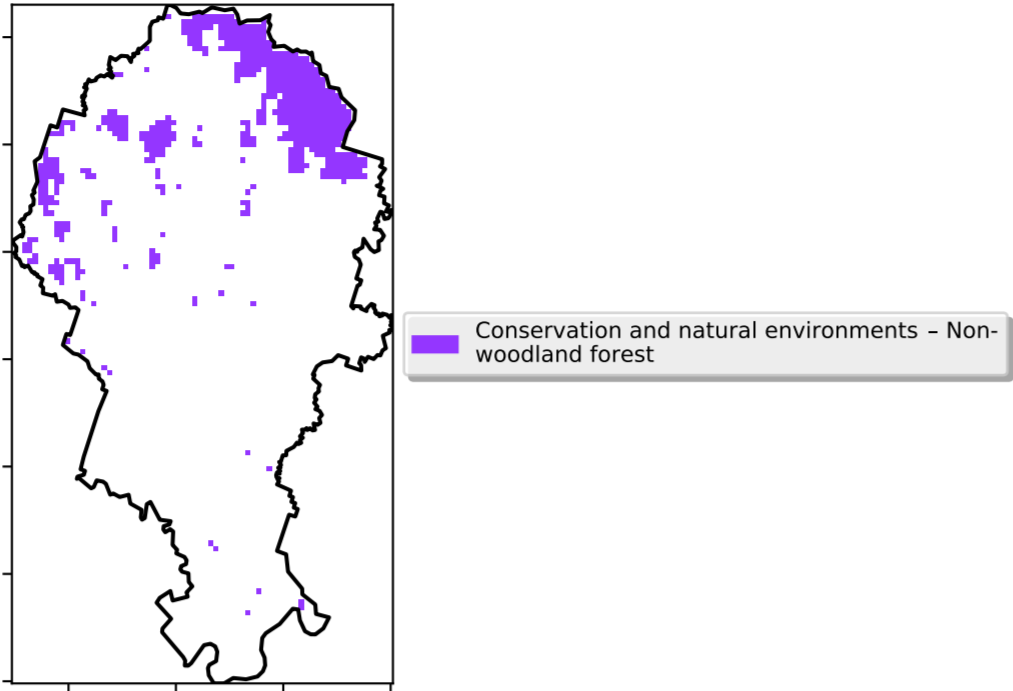 Conservation and natural environments – Non-
woodland forest